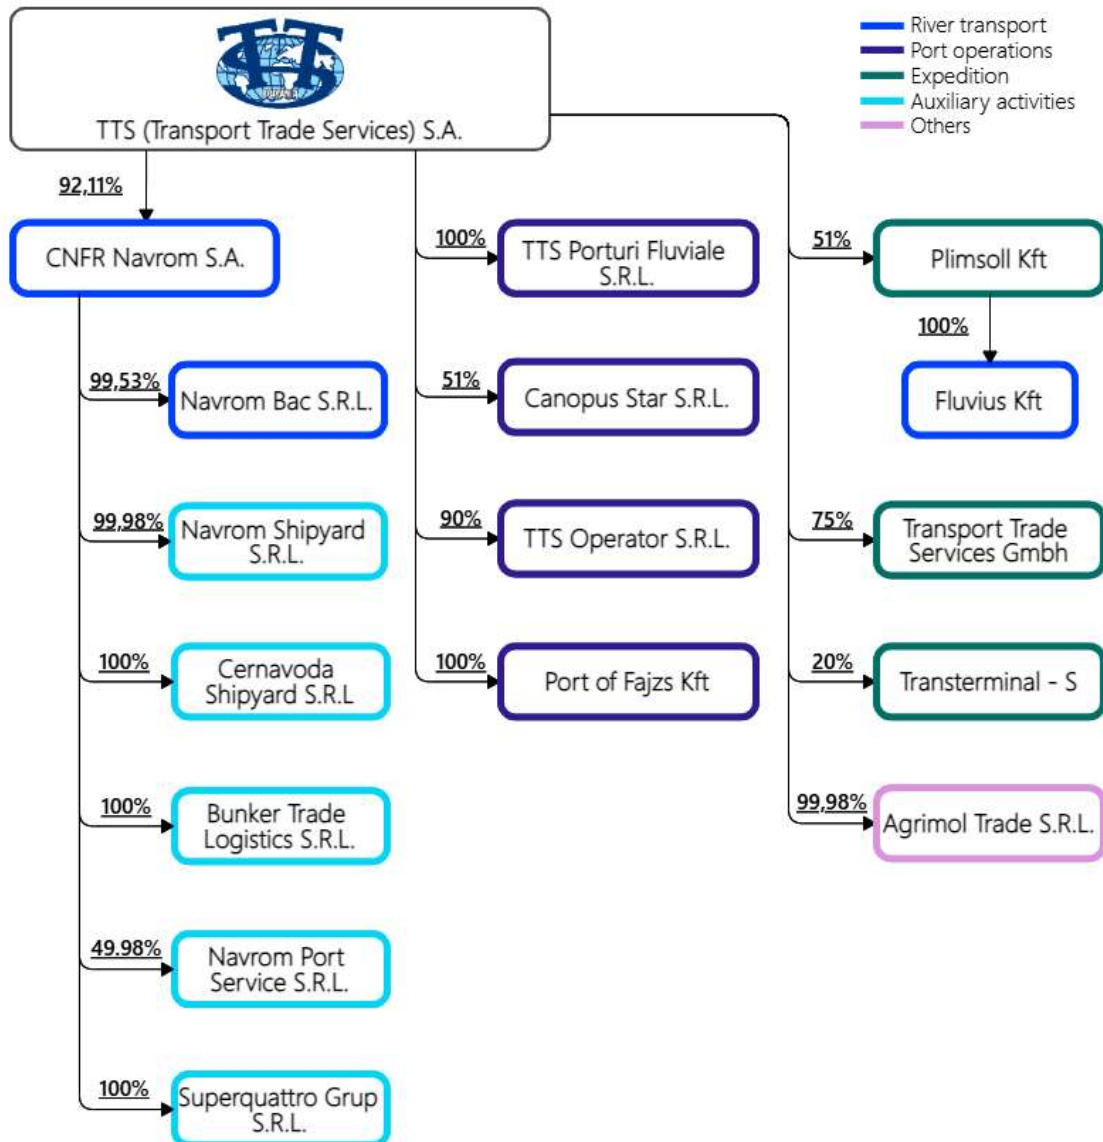 TTS (Transport Trade Services) S.A.
River transport
Port operations
Expedition
Auxiliary activities
Others
92,11%
CNFR Navrom S.A.
99,53%
Navrom Bac S.R.L.
99,98%
Navrom Shipyard
S.R.L.
100%
Cernavoda
Shipyard S.R.L
100%
Bunker Trade
Logistics S.R.L.
49.98%
Navrom Port
Service S.R.L.
100%
Superquattro Grup
S.R.L.
100%
TTS Porturi Fluviale
S.R.L.
51%
Canopus Star S.R.L.
90%
TTS Operator S.R.L.
100%
Port of Fajzs Kft
51%
Plimsoll Kft
100%
Fluvius Kft
75%
Transport Trade
Services Gmbh
20%
Transterminal - S
99,98%
Agrimol Trade S.R.L.